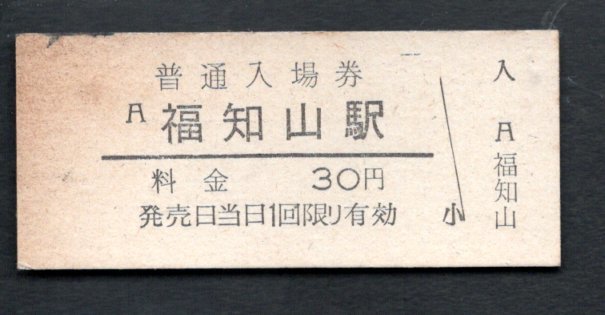 普通入場券
A 福知山駅
料金 30円
発売日当日1回限り有効
小
入
A
福知山